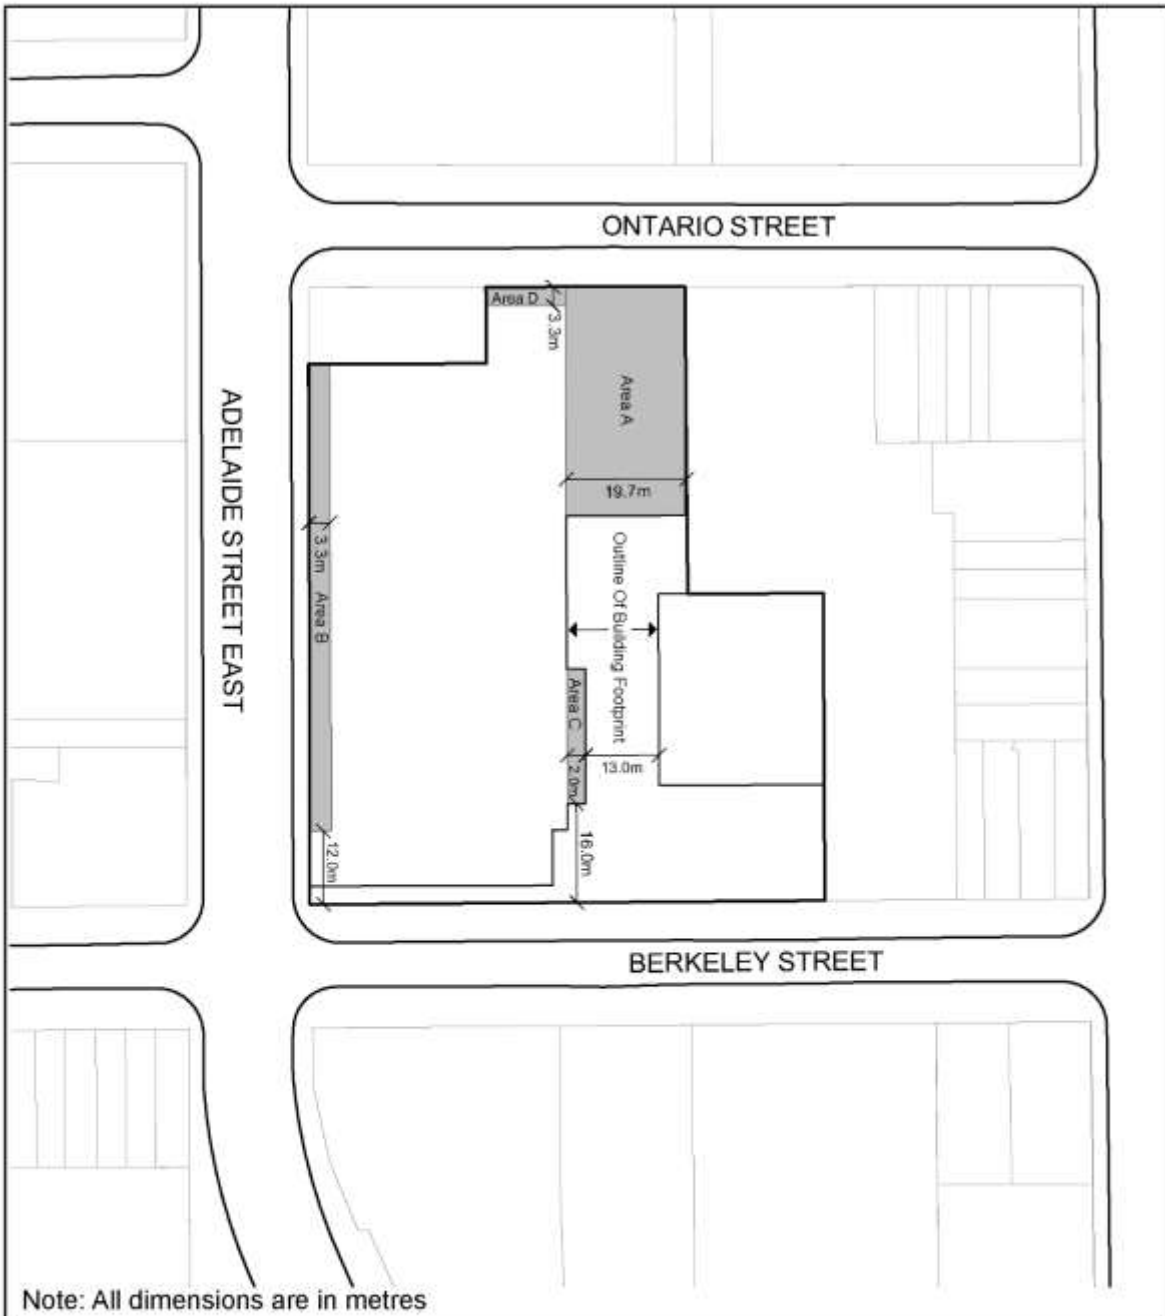 ONTARIO STREET
Area D
3.3m
Area A
19.7m
ADELAIDE STREET EAST
3.3m
Area B
Outline Of Building Footprint
Area C
2.0m
13.0m
12.0m
16.0m
BERKELEY STREET
Note: All dimensions are in metres